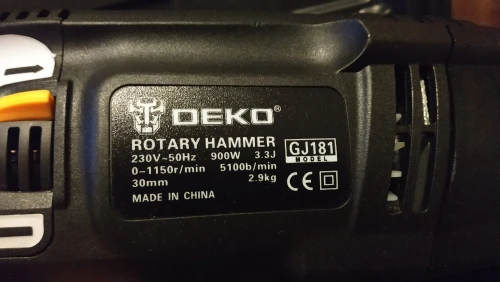 DEKO®
ROTARY HAMMER
230V~50Hz 900W 3.3J
0-1150r/min 5100b/min
30mm 2.9kg
MADE IN CHINA
GJ181
MODEL
CE